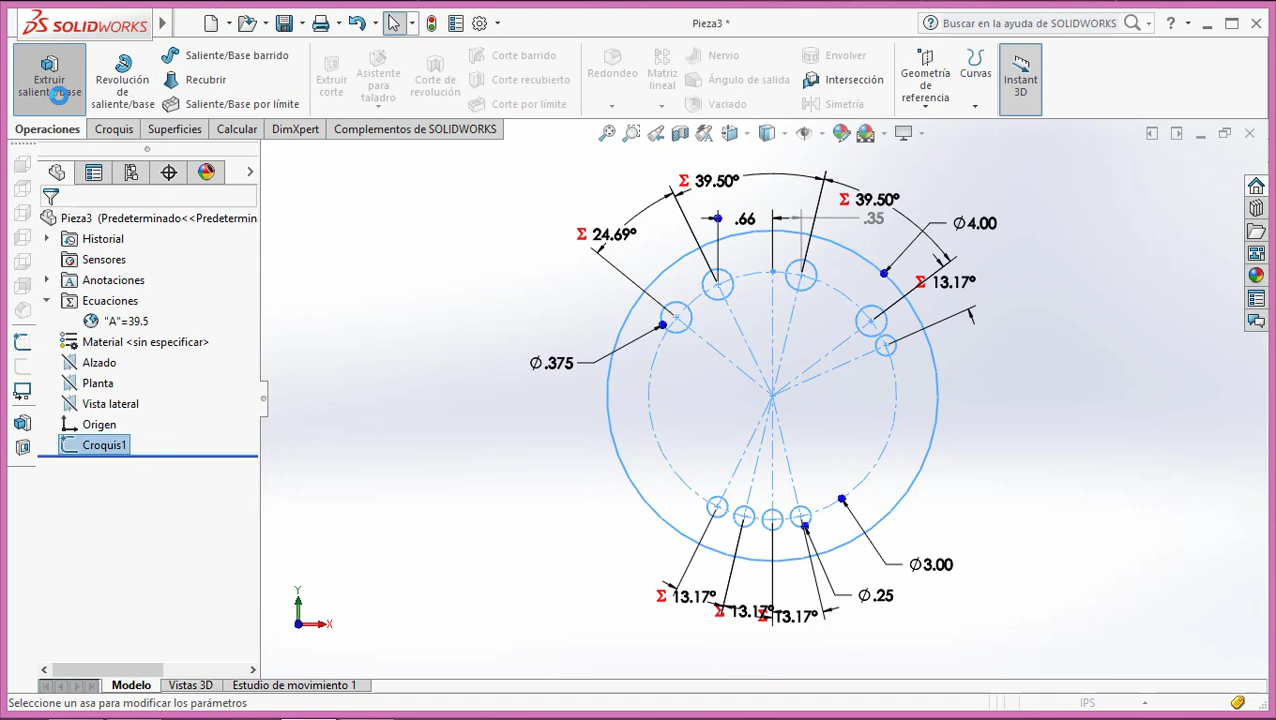 SOLIDWORKS
Pieza3 *
Buscar en la ayuda de SOLIDWORKS
?
Extruir saliente/base
Revolución de saliente/base
Saliente/Base barrido
Recubrir
Saliente/Base por límite
Extruir corte
Asistente para taladro
Corte de revolución
Corte barrido
Corte recubierto
Corte por límite
Redondeo
Matriz lineal
Nervio
Ángulo de salida
Vaciado
Envolver
Intersección
Simetría
Geometría de referencia
Curvas
Instant 3D
Operaciones
Croquis
Superficies
Calcular
DimXpert
Complementos de SOLIDWORKS
Pieza3 (Predeterminado<<Predetermin
Historial
Sensores
Anotaciones
Ecuaciones
"A"=39.5
Material <sin especificar>
Alzado
Planta
Vista lateral
Origen
Croquis1
Σ 39.50°
Σ 39.50°
.66
.35
Σ 24.69°
Ø4.00
Σ 13.17°
Ø.375
Ø3.00
Σ 13.17°
Σ 13.17°
Σ 13.17°
Ø.25
Y
X
Modelo
Vistas 3D
Estudio de movimiento 1
Seleccione un asa para modificar los parámetros
IPS